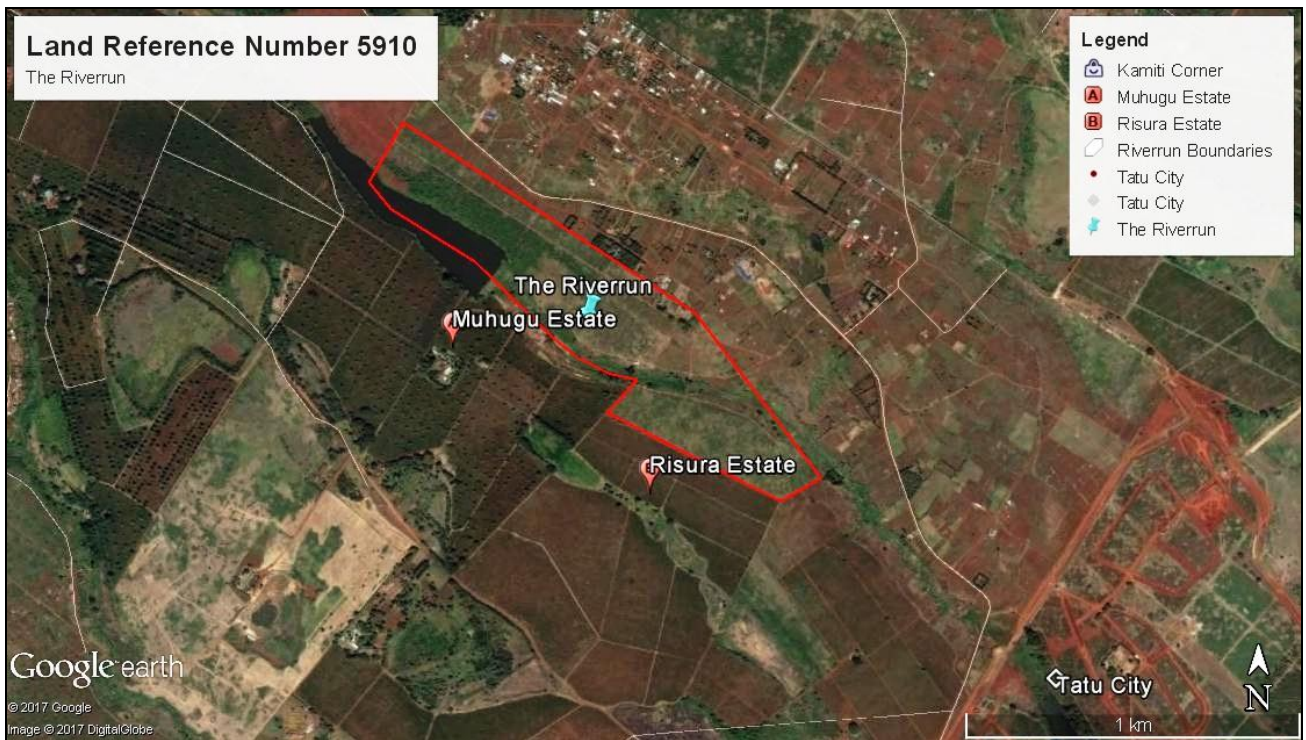 Land Reference Number 5910
The Riverrun
Legend
Kamiti Corner
A
Muhugu Estate
B
Risura Estate
Riverrun Boundaries
Tatu City
Tatu City
The Riverrun
The Riverrun
Muhugu Estate
Risura Estate
Tatu City
Google earth
© 2017 Google
Image © 2017 DigitalGlobe
N
1 km